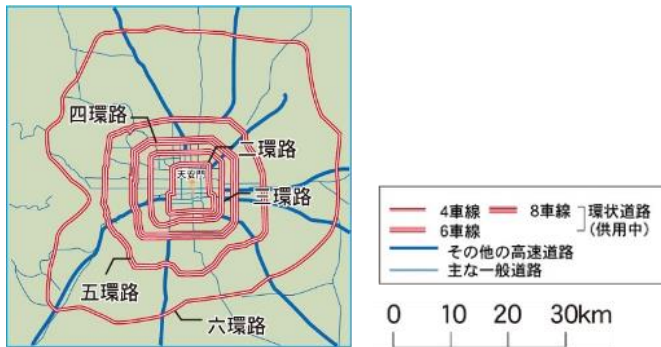 四環路
二環路
天安門
三環路
五環路
六環路
4車線 8車線 環状道路
6車線 (供用中)
その他の高速道路
主な一般道路
0 10 20 30km